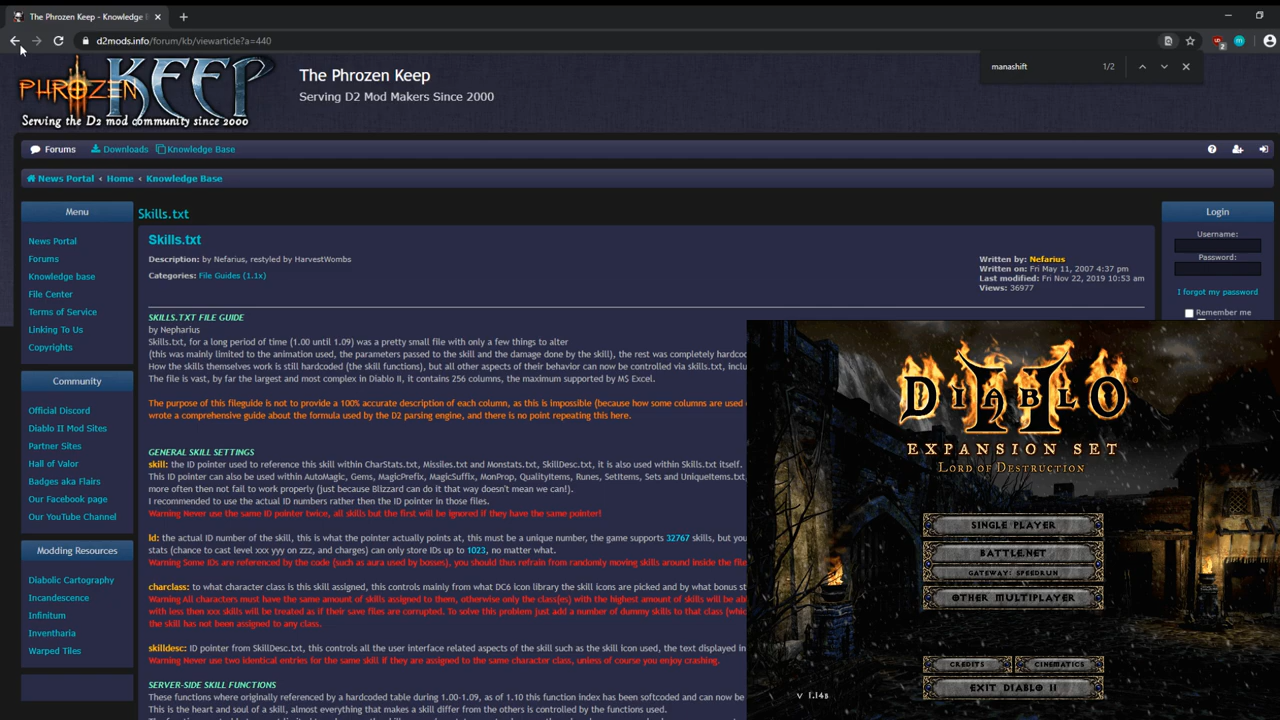 The Phrozen Keep - Knowledge
d2mods.info/forum/kb/viewarticle?a=440
2
manashift 1/2
PHROZEN KEEP
Serving the D2 mod community since 2000
The Phrozen Keep
Serving D2 Mod Makers Since 2000
Forums Downloads Knowledge Base
News Portal ‹ Home ‹ Knowledge Base
Menu
News Portal
Forums
Knowledge base
File Center
Terms of Service
Linking To Us
Copyrights
Community
Official Discord
Diablo II Mod Sites
Partner Sites
Hall of Valor
Badges aka Flairs
Our Facebook page
Our YouTube Channel
Modding Resources
Diabolic Cartography
Incandescence
Infinitum
Inventharia
Warped Tiles
Skills.txt
Skills.txt
Description: by Nefarius, restyled by HarvestWombs
Categories: File Guides (1.1x)
Written by: Nefarius
Written on: Fri May 11, 2007 4:37 pm
Last modified: Fri Nov 22, 2019 10:53 am
Views: 36977
SKILLS.TXT FILE GUIDE
by Nepharius
Skills.txt, for a long period of time (1.00 until 1.09) was a pretty small file with only a few things to alter
(this was mainly limited to the animation used, the parameters passed to the skill and the damage done by the skill), the rest was completely hardco
How the skills themselves work is still hardcoded (the skill functions), but all other aspects of their behavior can now be controlled via skills.txt, inclu
The file is vast, by far the largest and most complex in Diablo II, it contains 256 columns, the maximum supported by M$ Excel.
The purpose of this fileguide is not to provide a 100% accurate description of each column, as this is impossible (because how some columns are used
wrote a comprehensive guide about the formula used by the D2 parsing engine, and there is no point repeating this here.
GENERAL SKILL SETTINGS
skill: the ID pointer used to reference this skill within CharStats.txt, Missiles.txt and Monstats.txt, SkillDesc.txt, it is also used within Skills.txt itself.
This ID pointer can also be used within AutoMagic, Gems, MagicPrefix, MagicSuffix, MonProp, QualityItems, Runes, SetItems, Sets and UniqueItems.txt,
more often then not fail to work properly (just because Blizzard can do it that way doesn't mean we can!).
I recommended to use the actual ID numbers rather then the ID pointer in those files.
Warning Never use the same ID pointer twice, all skills but the first will be ignored if they have the same pointer!
Id: the actual ID number of the skill, this is what the pointer actually points at, this must be a unique number, the game supports 32767 skills, but you
stats (chance to cast level xxx yyy on zzz, and charges) can only store IDs up to 1023, no matter what.
Warning Some IDs are referenced by the code (such as aura used by bosses), you should thus refrain from randomly moving skills around inside the file
charclass: to what character class is this skill assigned, this controls mainly from what DC6 icon library the skill icons are picked and by what bonus st
Warning All characters must have the same amount of skills assigned to them, otherwise only the class(es) with the highest amount of skills will be al
with less then xxx skills will be treated as if their save files are corrupted. To solve this problem just add a number of dummy skills to that class (whic
the skill has not been assigned to any class.
skilldesc: ID pointer from SkillDesc.txt, this controls all the user interface related aspects of the skill such as the skill icon used, the text displayed in
Warning Never use two identical entries for the same skill if they are assigned to the same character class, unless of course you enjoy crashing.
SERVER-SIDE SKILL FUNCTIONS
These functions where originally referenced by a hardcoded table during 1.00-1.09, as of 1.10 this function index has been softcoded and can now be
This is the heart and soul of a skill, almost everything that makes a skill differ from the others is controlled by the functions used.
Login
Username:
Password:
I forgot my password
Remember me
DIABLO II
EXPANSION SET
LORD OF DESTRUCTION
SINGLE PLAYER
BATTLE.NET
GATEWAY: SPEEDRUN
OTHER MULTIPLAYER
CREDITS CINEMATICS
EXIT DIABLO II
V 1.14B